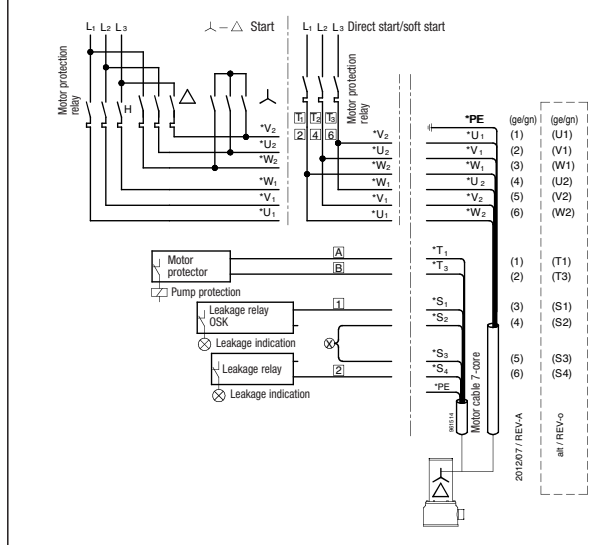 L1 L2 L3
⅄ – △ Start
L1 L2 L3 Direct start/soft start
Motor protection relay
H
Motor protection relay
T1 T2 T3
2 4 6
*V2
*U2
*W2
*W1
*V1
*U1
*V2
*U2
*W2
*W1
*V1
*U1
*PE (ge/gn) (ge/gn)
*U1 (1) (U1)
*V1 (2) (V1)
*W1 (3) (W1)
*U2 (4) (U2)
*V2 (5) (V2)
*W2 (6) (W2)
Motor protector
A *T1 (1) (T1)
B *T3 (2) (T3)
Pump protection
Leakage relay OSK
1 *S1 (3) (S1)
*S2 (4) (S2)
Leakage indication
Leakage relay
*S3 (5) (S3)
2 *S4 (6) (S4)
*PE
Leakage indication
961514
Motor cable 7-core
2012/07 / REV-A
alt / REV-o